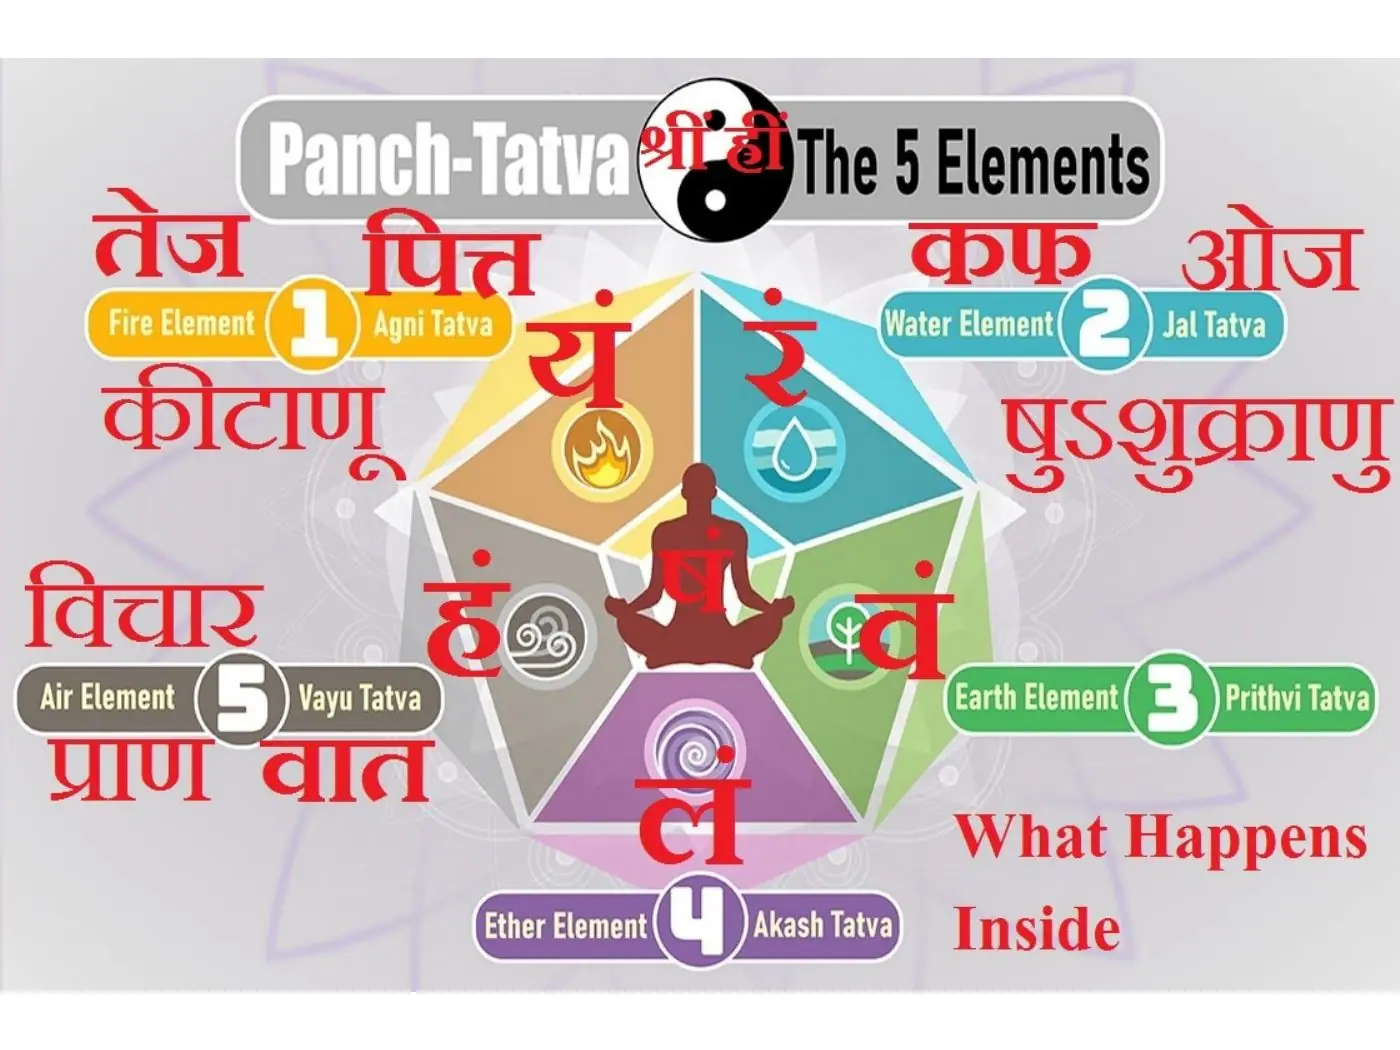 Panch-Tatva श्रीं ह्रीं The 5 Elements
तेज पित्त
Fire Element 1 Agni Tatva
कीटाणू
कफ ओज
Water Element 2 Jal Tatva
षुऽशुक्राणु
यं रं
हं षं वं
विचार
Air Element 5 Vayu Tatva
प्राण वात
Earth Element 3 Prithvi Tatva
लं
What Happens
Inside
Ether Element 4 Akash Tatva